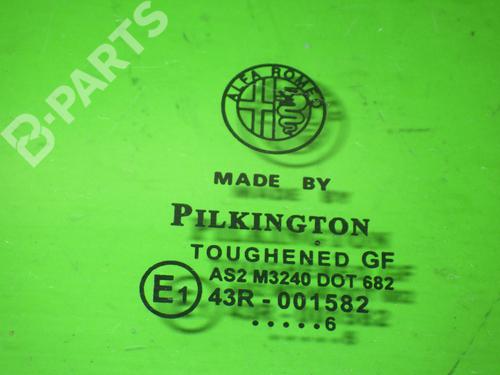 B-PARTS
ALFA ROMEO
MADE BY
PILKINGTON
TOUGHENED GF
AS2 M3240 DOT 682
E1 43R - 001582
.....6